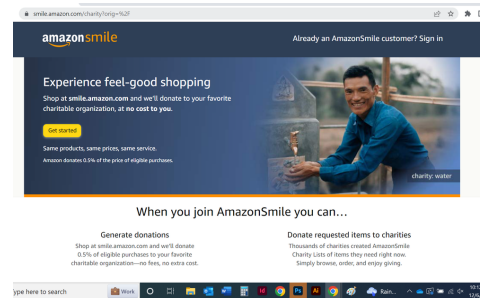 smile.amazon.com/charity?orig=%2F
amazonsmile
Already an AmazonSmile customer? Sign in
Experience feel-good shopping
Shop at smile.amazon.com and we'll donate to your favorite
charitable organization, at no cost to you.
Get started
Same products, same prices, same service.
Amazon donates 0.5% of the price of eligible purchases.
charity: water
When you join AmazonSmile you can…
Generate donations
Shop at smile.amazon.com and we'll donate
0.5% of eligible purchases to your favorite
charitable organization—no fees, no extra cost.
Donate requested items to charities
Thousands of charities created AmazonSmile
Charity Lists of items they need right now.
Simply browse, order, and enjoy giving.
ype here to search
Work
Id
Ps
Ai
Rain...